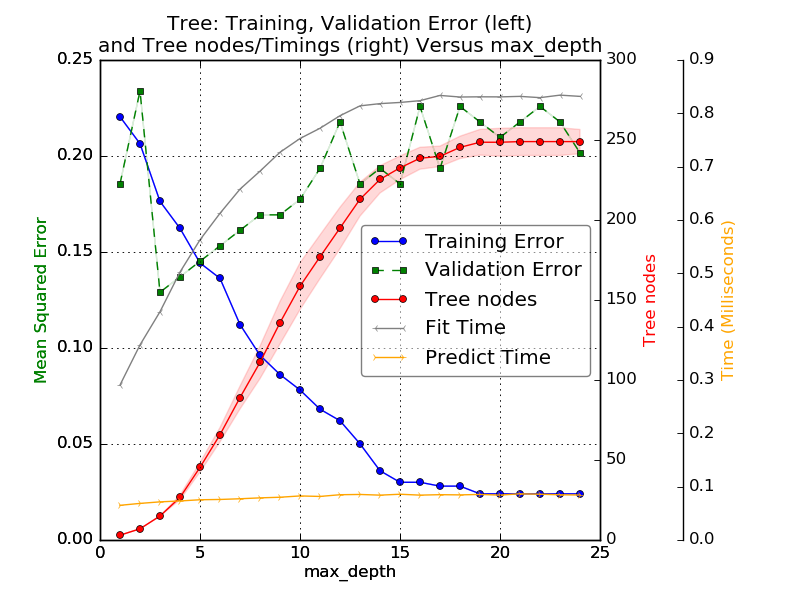 Tree: Training, Validation Error (left)
and Tree nodes/Timings (right) Versus max_depth
Mean Squared Error
0.25
0.20
0.15
0.10
0.05
0.00
0 5 10 15 20 25
max_depth
Training Error
Validation Error
Tree nodes
Fit Time
Predict Time
300
250
200
150
100
50
0
Tree nodes
0.9
0.8
0.7
0.6
0.5
0.4
0.3
0.2
0.1
0.0
Time (Milliseconds)